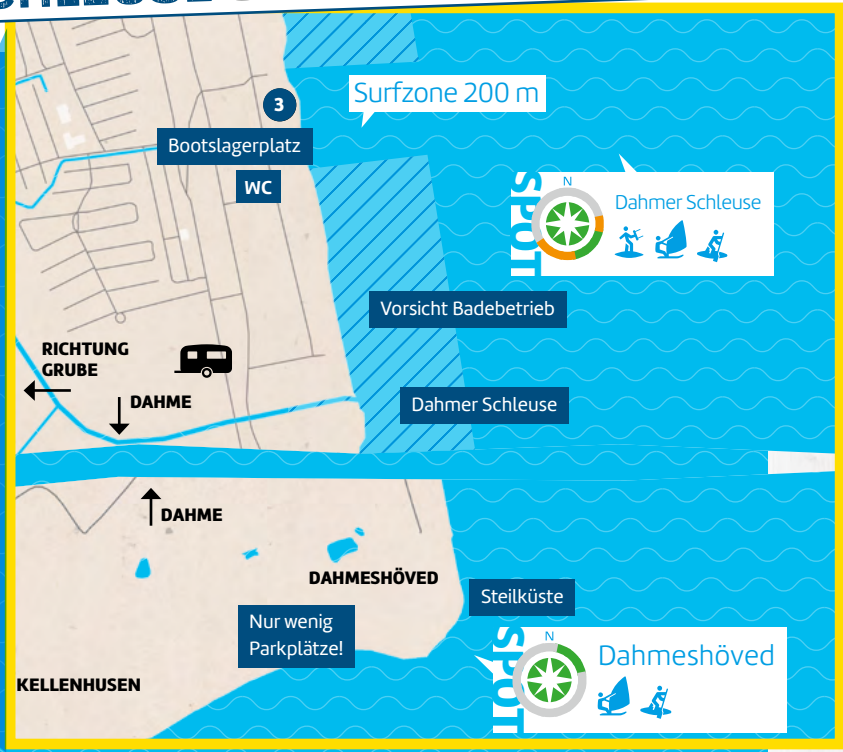 3
Surfzone 200 m
Bootslagerplatz
WC
SPOT
N
Dahmer Schleuse
Vorsicht Badebetrieb
RICHTUNG
GRUBE
DAHME
Dahmer Schleuse
DAHME
DAHMESHÖVED
Steilküste
Nur wenig
Parkplätze!
SPOT
N
Dahmeshöved
KELLENHUSEN